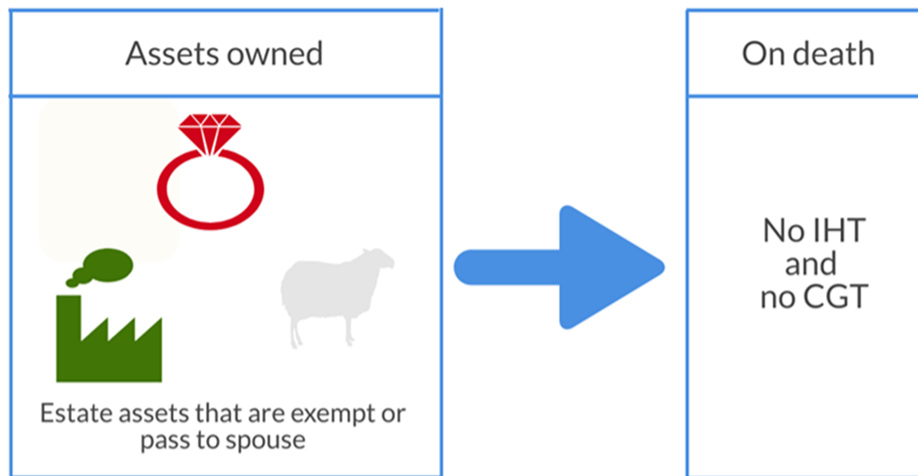 Assets owned
On death
Estate assets that are exempt or
pass to spouse
No IHT
and
no CGT